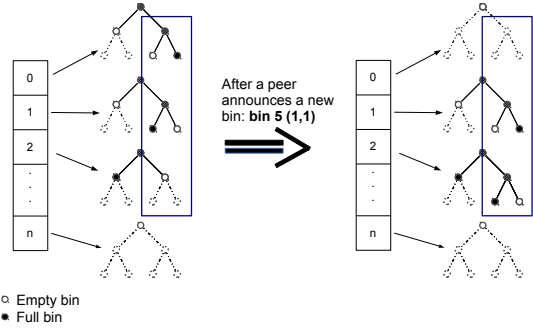 0
1
2
.
.
.
n
After a peer
announces a new
bin: bin 5 (1,1)
0
1
2
.
.
.
n
Empty bin
Full bin